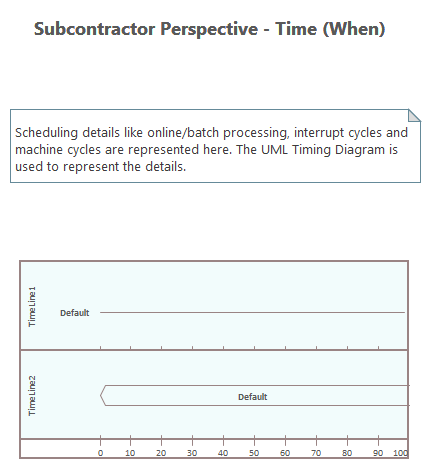 Subcontractor Perspective - Time (When)
Scheduling details like online/batch processing, interrupt cycles and
machine cycles are represented here. The UML Timing Diagram is
used to represent the details.
TimeLine1
Default
TimeLine2
Default
0 10 20 30 40 50 60 70 80 90 100